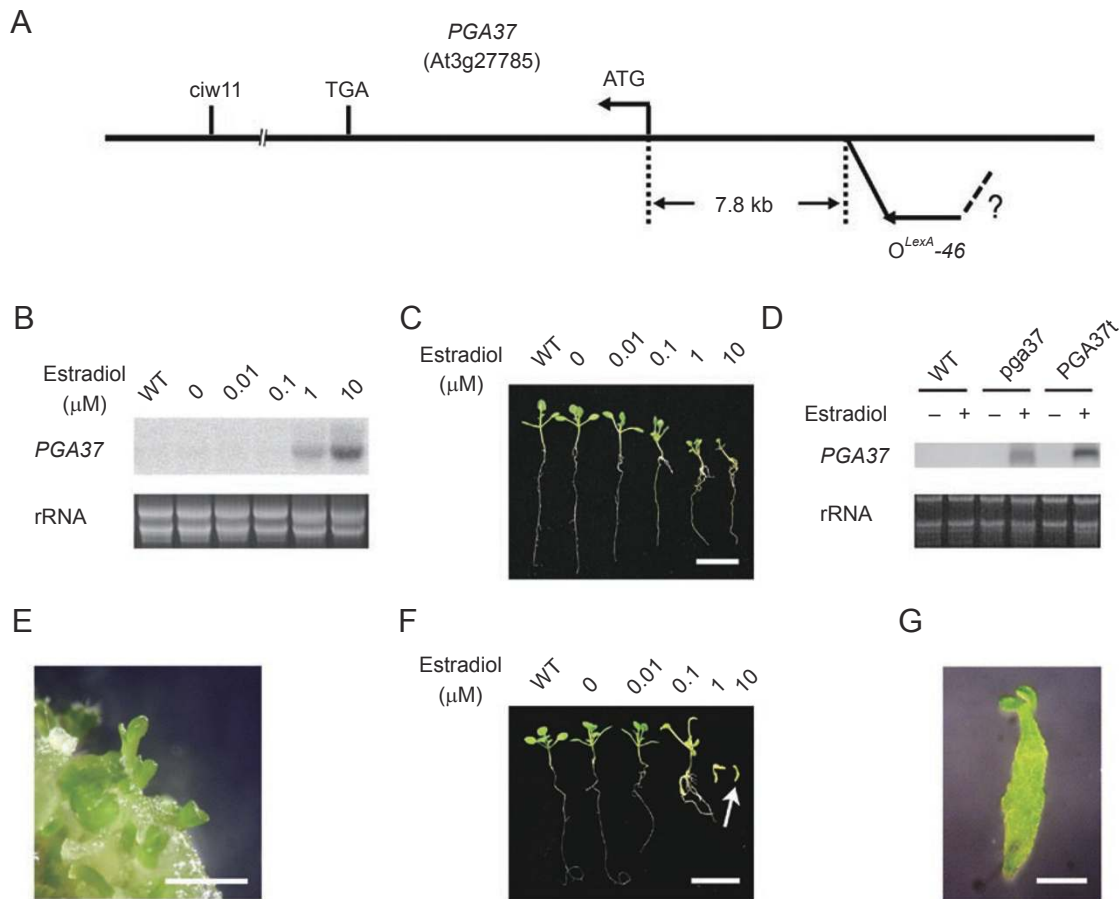 A
PGA37
(At3g27785)
ciw11
TGA
ATG
7.8 kb
?
O^LexA-46
B
Estradiol
(μM)
WT 0 0.01 0.1 1 10
PGA37
rRNA
C
Estradiol
(μM)
WT 0 0.01 0.1 1 10
D
WT pga37 PGA37t
Estradiol – + – + – +
PGA37
rRNA
E
F
Estradiol
(μM)
WT 0 0.01 0.1 1 10
G